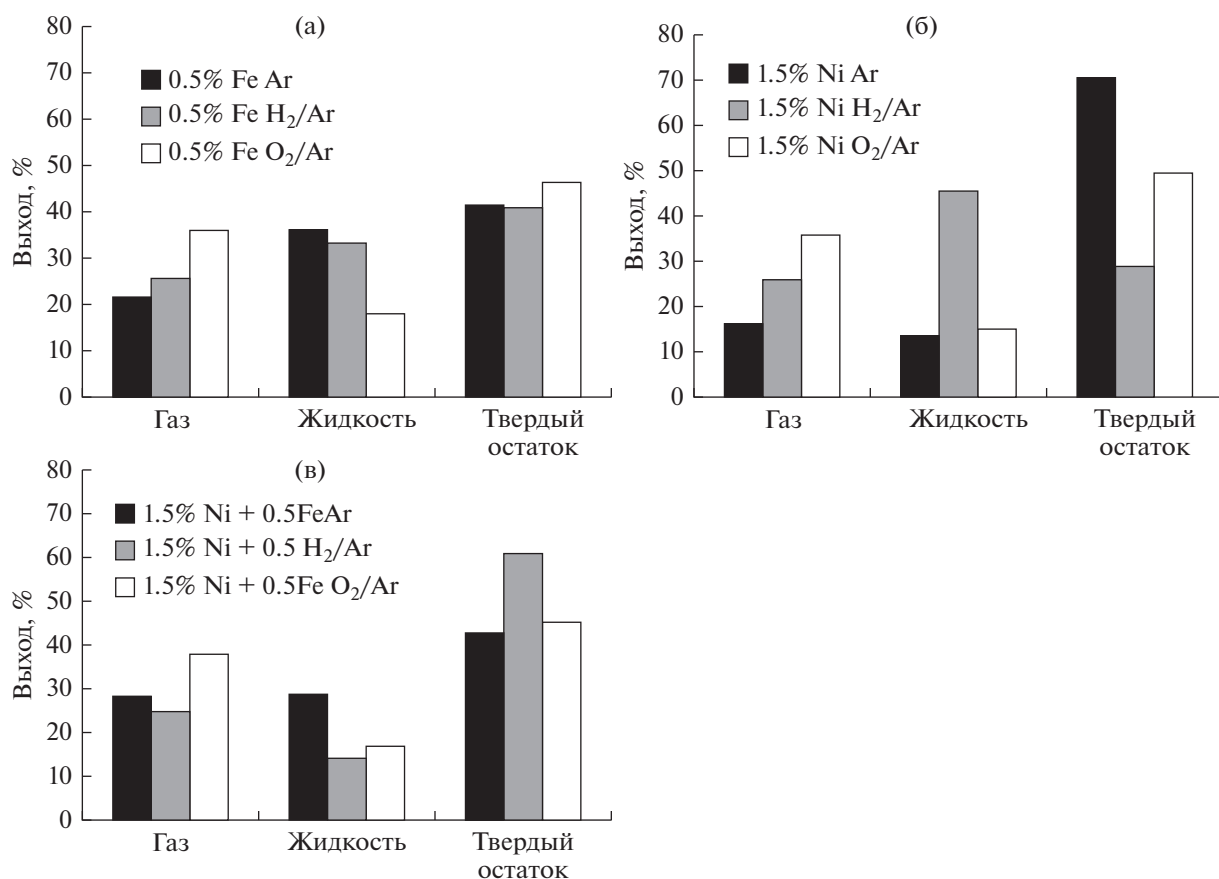 (а)
80
70
60
50
40
30
20
10
0
Выход, %
0.5% Fe Ar
0.5% Fe H₂/Ar
0.5% Fe O₂/Ar
Газ
Жидкость
Твердый
остаток
(б)
80
70
60
50
40
30
20
10
0
Выход, %
1.5% Ni Ar
1.5% Ni H₂/Ar
1.5% Ni O₂/Ar
Газ
Жидкость
Твердый
остаток
(в)
80
70
60
50
40
30
20
10
0
Выход, %
1.5% Ni + 0.5FeAr
1.5% Ni + 0.5 H₂/Ar
1.5% Ni + 0.5Fe O₂/Ar
Газ
Жидкость
Твердый
остаток